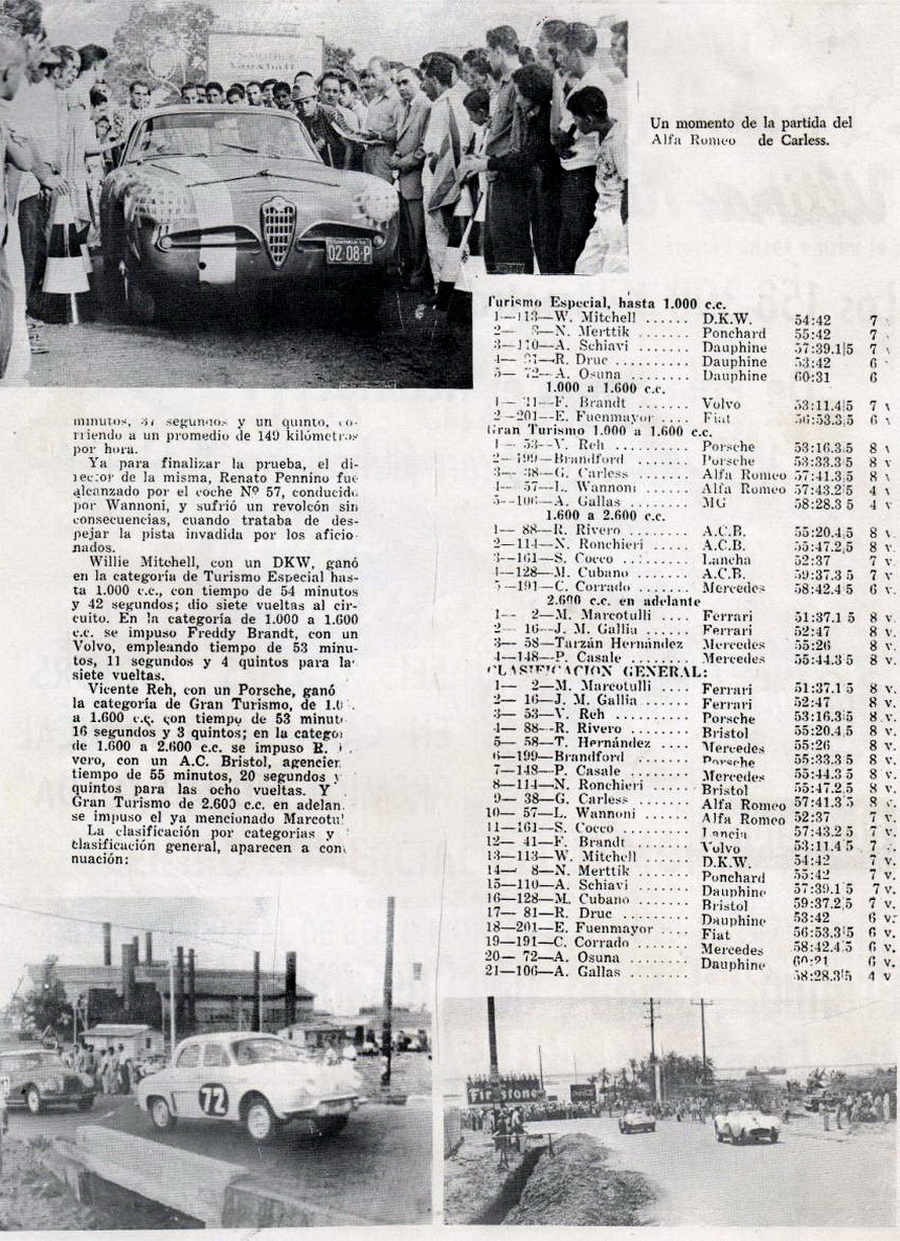 Vauxhall
02·08·P
Un momento de la partida del
Alfa Romeo de Carless.
minutos, 37 segundos y un quinto, co-
rriendo a un promedio de 149 kilómetros
por hora.
Ya para finalizar la prueba, el di-
rector de la misma, Renato Pennino fue
alcanzado por el coche Nº 57, conducido
por Wannoni, y sufrió un revolcón sin
consecuencias, cuando trataba de des-
pejar la pista invadida por los aficio-
nados.
Willie Mitchell, con un DKW, ganó
en la categoría de Turismo Especial has-
ta 1.000 c.c., con tiempo de 54 minutos
y 42 segundos; dio siete vueltas al cir-
cuito. En la categoría de 1.000 a 1.600
c.c. se impuso Freddy Brandt, con un
Volvo, empleando tiempo de 53 minu-
tos, 11 segundos y 4 quintos para las
siete vueltas.
Vicente Reh, con un Porsche, ganó
la categoría de Gran Turismo, de 1.0
a 1.600 c.c. con tiempo de 53 minut
16 segundos y 3 quintos; en la categor
de 1.600 a 2.600 c.c. se impuso R.
vero, con un A.C. Bristol, agencier
tiempo de 55 minutos, 20 segundos y
quintos para las ocho vueltas. Y
Gran Turismo de 2.600 c.c. en adelan
se impuso el ya mencionado Marcotu
La clasificación por categorías y
clasificación general, aparecen a con
nuación:
Turismo Especial, hasta 1.000 c.c.
1—113—W. Mitchell ...... D.K.W. 54:42 7 v
2— 8—N. Merttik ...... Ponchard 55:42 7
3—110—A. Schiavi ....... Dauphine 57:39.1|5 7 v
4— 81—R. Druc .......... Dauphine 53:42 6
5— 72—A. Osuna ......... Dauphine 60:31 6
1.000 a 1.600 c.c.
1— 41—F. Brandt ........ Volvo 53:11.4|5 7 v
2—201—E. Fuenmayor .... Fiat 56:53.3|5 6 v
Gran Turismo 1.000 a 1.600 c.c.
1— 53—V. Reh .......... Porsche 53:16.3|5 8 v
2—199—Brandford ....... Porsche 53:33.3|5 8 v
3— 38—G. Carless ....... Alfa Romeo 57:41.3|5 8 v
4— 57—L. Wannoni ..... Alfa Romeo 57:43.2|5 4 v
5—106—A. Gallas ........ MG 58:28.3 5 4 v
1.600 a 2.600 c.c.
1— 88—R. Rivero ....... A.C.B. 55:20.4|5 8 v
2—114—N. Ronchieri ..... A.C.B. 55:47.2|5 8 v
3—161—S. Cocco ........ Lancha 52:37 7 v
4—128—M. Cubano ...... A.C.B. 59:37.3 5 7 v
5—191—C. Corrado ....... Mercedes 58:42.4|5 6 v
2.600 c.c. en adelante
1— 2—M. Marcotulli .... Ferrari 51:37.1 5 8 v
2— 16—J. M. Gallia ..... Ferrari 52:47 8 v
3— 58—Tarzán Hernández Mercedes 55:26 8 v
4—148—P. Casale ........ Mercedes 55:44.3|5 8 v
CLASIFICACION GENERAL:
1— 2—M. Marcotulli .... Ferrari 51:37.1 5 8 v.
2— 16—J. M. Gallia ..... Ferrari 52:47 8 v.
3— 53—V. Reh .......... Porsche 53:16.3|5 8 v.
4— 88—R. Rivero ........ Bristol 55:20.4|5 8 v.
5— 58—T. Hernández .... Mercedes 55:26 8 v.
6—199—Brandford ........ Porsche 55:33.3 5 8 v.
7—148—P. Casale ........ Mercedes 55:44.3 5 8 v.
8—114—N. Ronchieri ..... Bristol 55:47.2|5 8 v.
9— 38—G. Carless ....... Alfa Romeo 57:41.3|5 8 v.
10— 57—L. Wannoni ...... Alfa Romeo 52:37 7 v.
11—161—S. Cocco ........ Lancia 57:43.2 5 7 v.
12— 41—F. Brandt ........ Volvo 53:11.4|5 7 v.
13—113—W. Mitchell ...... D.K.W. 54:42 7 v.
14— 8—N. Merttik ....... Ponchard 55:42 7 v.
15—110—A. Schiavi ....... Dauphine 57:39.1|5 7 v.
16—128—M. Cubano ...... Bristol 59:37.2|5 7 v.
17— 81—R. Druc ......... Dauphine 53:42 6 v.
18—201—E. Fuenmayor .... Fiat 56:53.3|5 6 v.
19—191—C. Corrado ....... Mercedes 58:42.4|5 6 v.
20— 72—A. Osuna ........ Dauphine 60:21 6 v.
21—106—A. Gallas ........ 58:28.3|5 4 v
72
Firestone